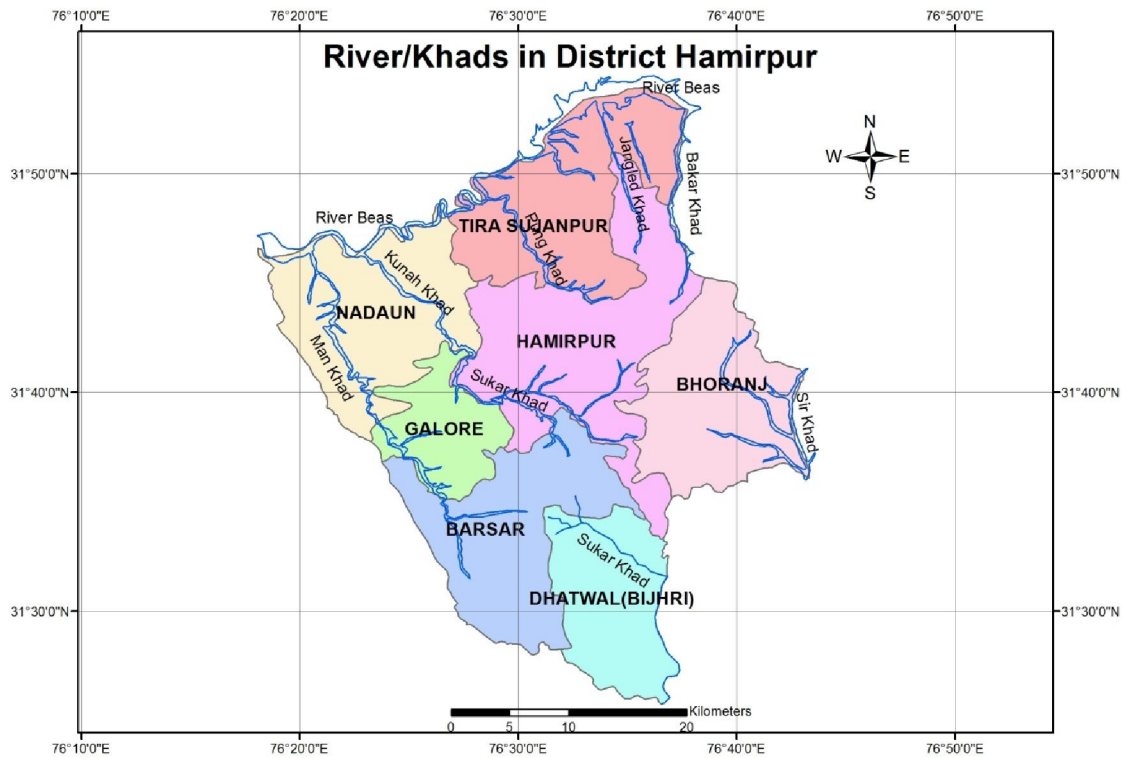 76°10'0"E 76°20'0"E 76°30'0"E 76°40'0"E 76°50'0"E
River/Khads in District Hamirpur
River Beas
N
W E
S
31°50'0"N 31°50'0"N
Jangled Khad
Bakar Khad
River Beas
TIRA SUJANPUR
Pung Khad
Kunah Khad
NADAUN
HAMIRPUR
Man Khad
Sukar Khad
BHORANJ
31°40'0"N 31°40'0"N
Sir Khad
GALORE
BARSAR
Sukar Khad
DHATWAL(BIJHRI)
31°30'0"N 31°30'0"N
Kilometers
0 5 10 20
76°10'0"E 76°20'0"E 76°30'0"E 76°40'0"E 76°50'0"E